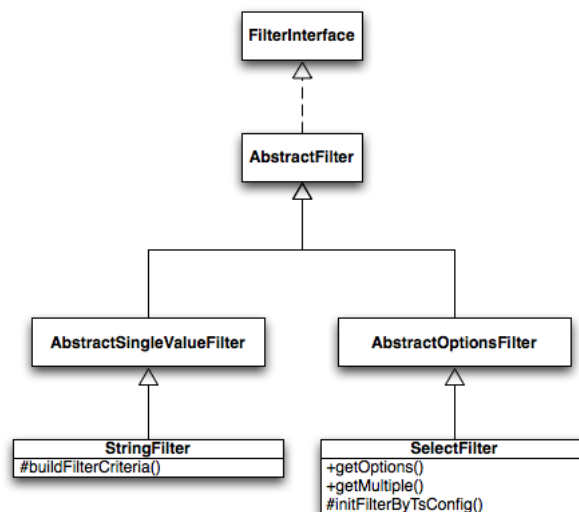 FilterInterface
AbstractFilter
AbstractSingleValueFilter
AbstractOptionsFilter
StringFilter
#buildFilterCriteria()
SelectFilter
+getOptions()
+getMultiple()
#initFilterByTsConfig()